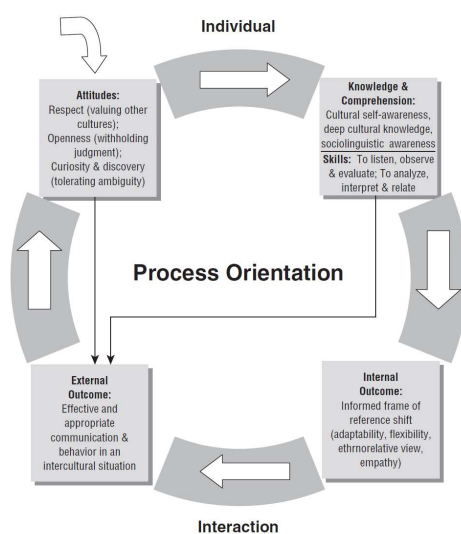 Individual
Attitudes:
Respect (valuing other
cultures);
Openness (withholding
judgment);
Curiosity & discovery
(tolerating ambiguity)
Knowledge &
Comprehension:
Cultural self-awareness,
deep cultural knowledge,
sociolinguistic awareness
Skills: To listen, observe
& evaluate; To analyze,
interpret & relate
Process Orientation
External
Outcome:
Effective and
appropriate
communication &
behavior in an
intercultural situation
Internal
Outcome:
Informed frame of
reference shift
(adaptability, flexibility,
ethrnorelative view,
empathy)
Interaction